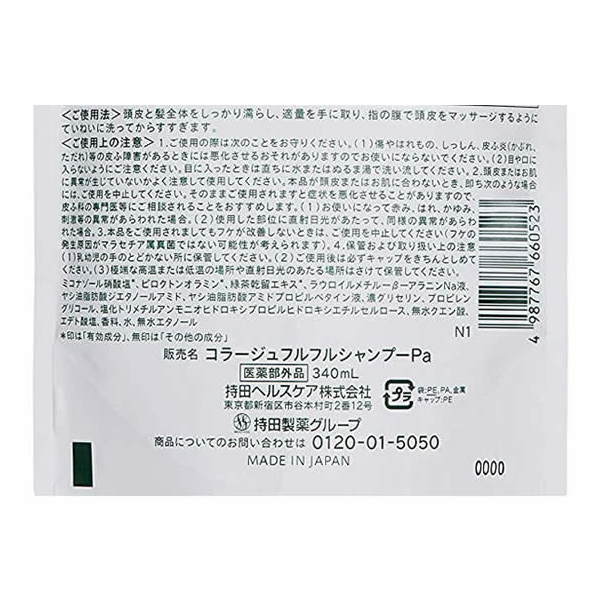 <ご使用法> 頭皮と髪全体をしっかり濡らし、適量を手に取り、指の腹で頭皮をマッサージするように
ていねいに洗ってからすすぎます。
<ご使用上の注意> 1.ご使用の際は次のことをお守りください。(1)傷やはれもの、しっしん、皮ふ炎(かぶれ、
ただれ)等の皮ふ障害があるときには悪化させるおそれがありますのでお使いにならないでください。(2)目や口に
入らないようにご注意ください。目に入ったときは直ちに水またはぬるま湯で洗い流してください。2.頭皮またはお肌
に異常が生じていないかよく注意して使用してください。本品が頭皮またはお肌に合わないとき、即ち次のような場合
には、使用を中止してください。そのままご使用されますと症状を悪化させることがありますので、
皮ふ科の専門医等にご相談されることをおすすめします。(1)お使いになって赤み、はれ、かゆみ、
刺激等の異常があらわれた場合。(2)使用した部位に直射日光があたって、同様の異常があらわ
れた場合。3.本品をご使用されましてもフケが改善しないときは、ご使用を中止してください(フケの
発生原因がマラセチア属真菌ではない可能性が考えられます)。4.保管および取り扱い上の注意
(1)乳幼児の手のとどかない所に保管してください。(2)ご使用後は必ずキャップをきちんとしめてく
ださい。(3)極端な高温または低温の場所や直射日光のあたる場所はさけて保管してください。
ミコナゾール硝酸塩*、ピロクトンオラミン*、緑茶乾留エキス*、ラウロイルメチル-β-アラニンNa液、
ヤシ油脂肪酸ジエタノールアミド、ヤシ油脂肪酸アミドプロピルベタイン液、濃グリセリン、プロピレン
グリコール、塩化トリメチルアンモニオヒドロキシプロピルヒドロキシエチルセルロース、無水クエン酸、
エデト酸塩、香料、水、無水エタノール
*印は「有効成分」、無印は「その他の成分」
N1
4 987767 660523
販売名 コラージュフルフルシャンプーPa
医薬部外品 340mL
持田ヘルスケア株式会社
東京都新宿区市谷本村町2番12号
プラ
袋:PE,PA,金属
キャップ:PE
持田製薬グループ
商品についてのお問い合わせ 0120-01-5050
MADE IN JAPAN
0000